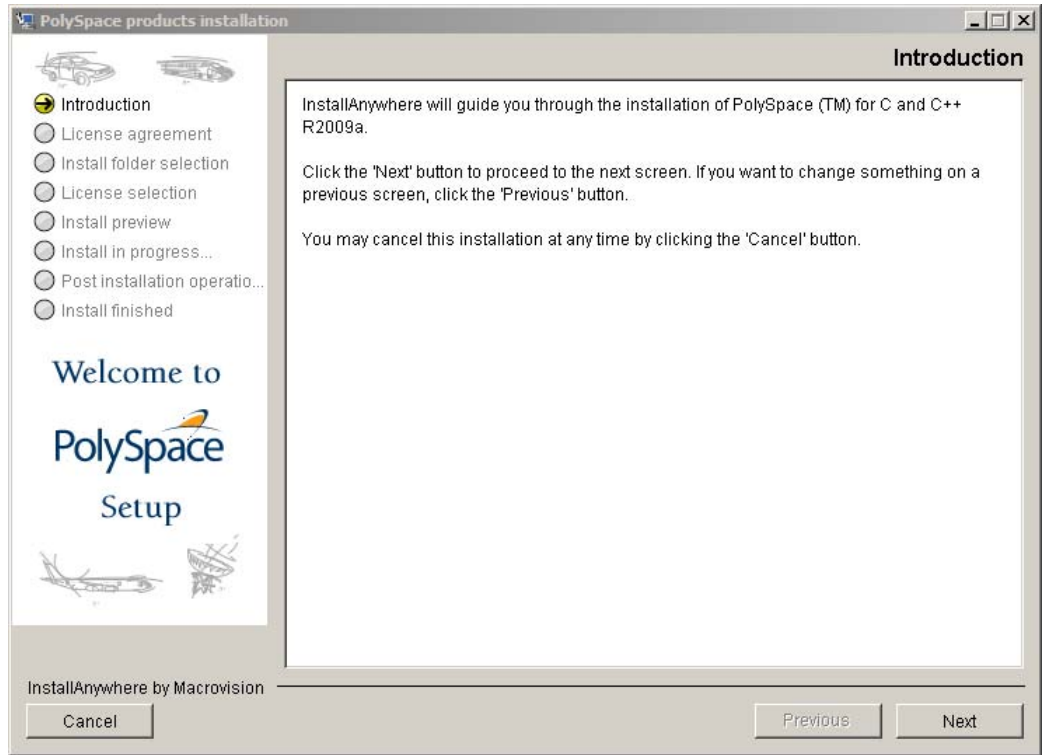 PolySpace products installation
Introduction
Introduction
License agreement
Install folder selection
License selection
Install preview
Install in progress...
Post installation operatio...
Install finished
Welcome to
PolySpace
Setup
InstallAnywhere will guide you through the installation of PolySpace (TM) for C and C++
R2009a.
Click the 'Next' button to proceed to the next screen. If you want to change something on a
previous screen, click the 'Previous' button.
You may cancel this installation at any time by clicking the 'Cancel' button.
InstallAnywhere by Macrovision
Cancel
Previous
Next